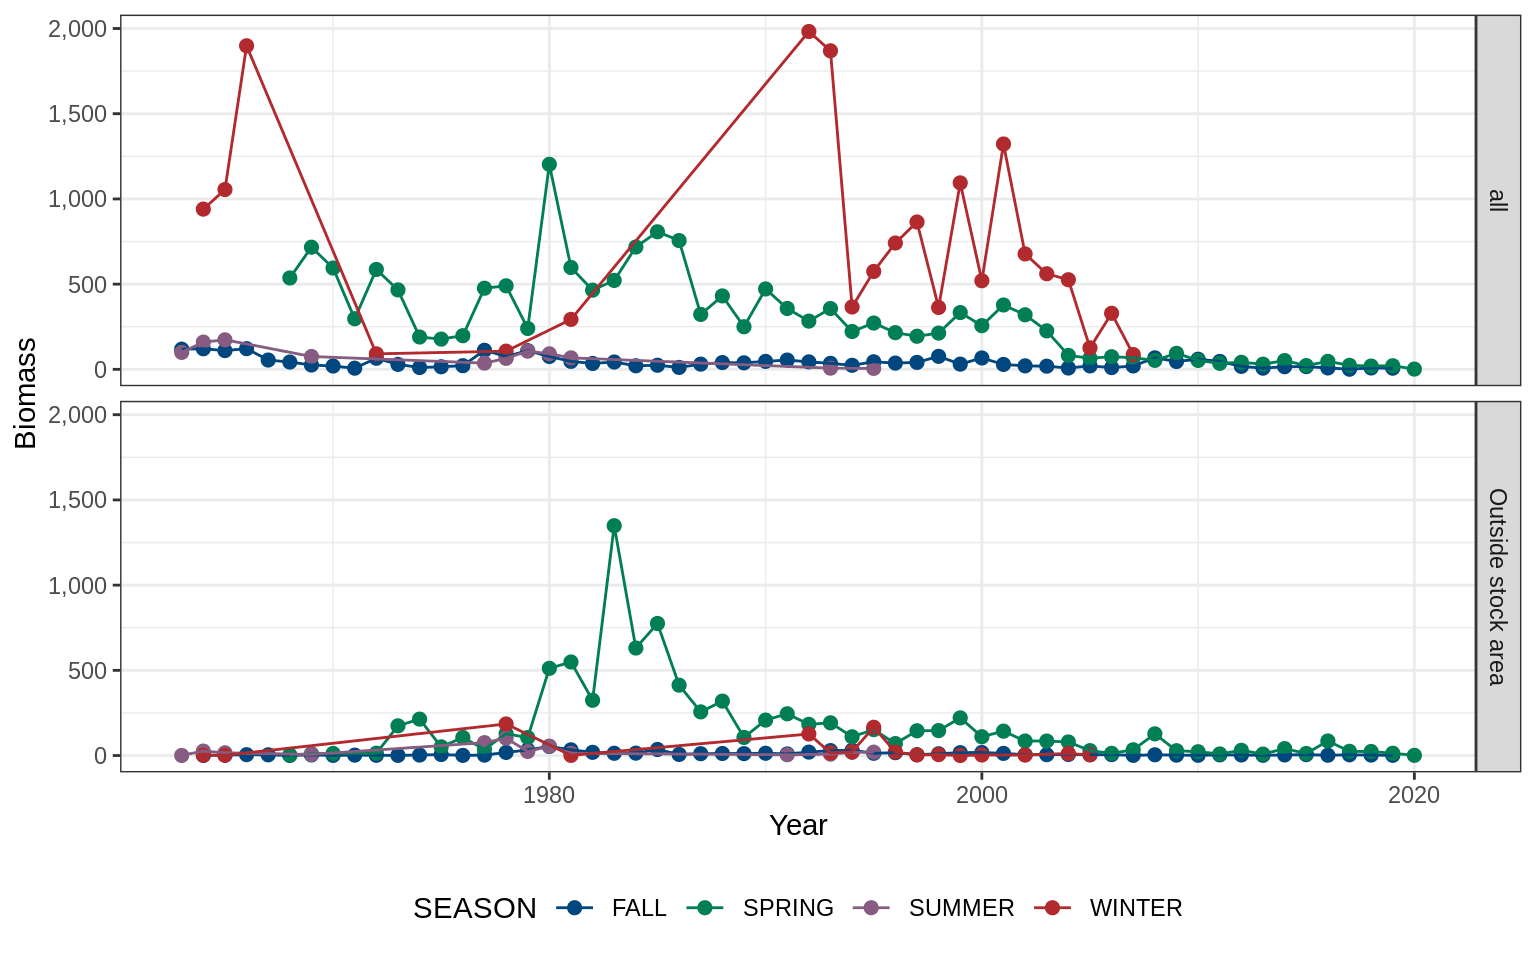 2,000
1,500
1,000
500
0
all
2,000
1,500
1,000
500
0
Outside stock area
Biomass
1980
2000
2020
Year
SEASON
FALL
SPRING
SUMMER
WINTER